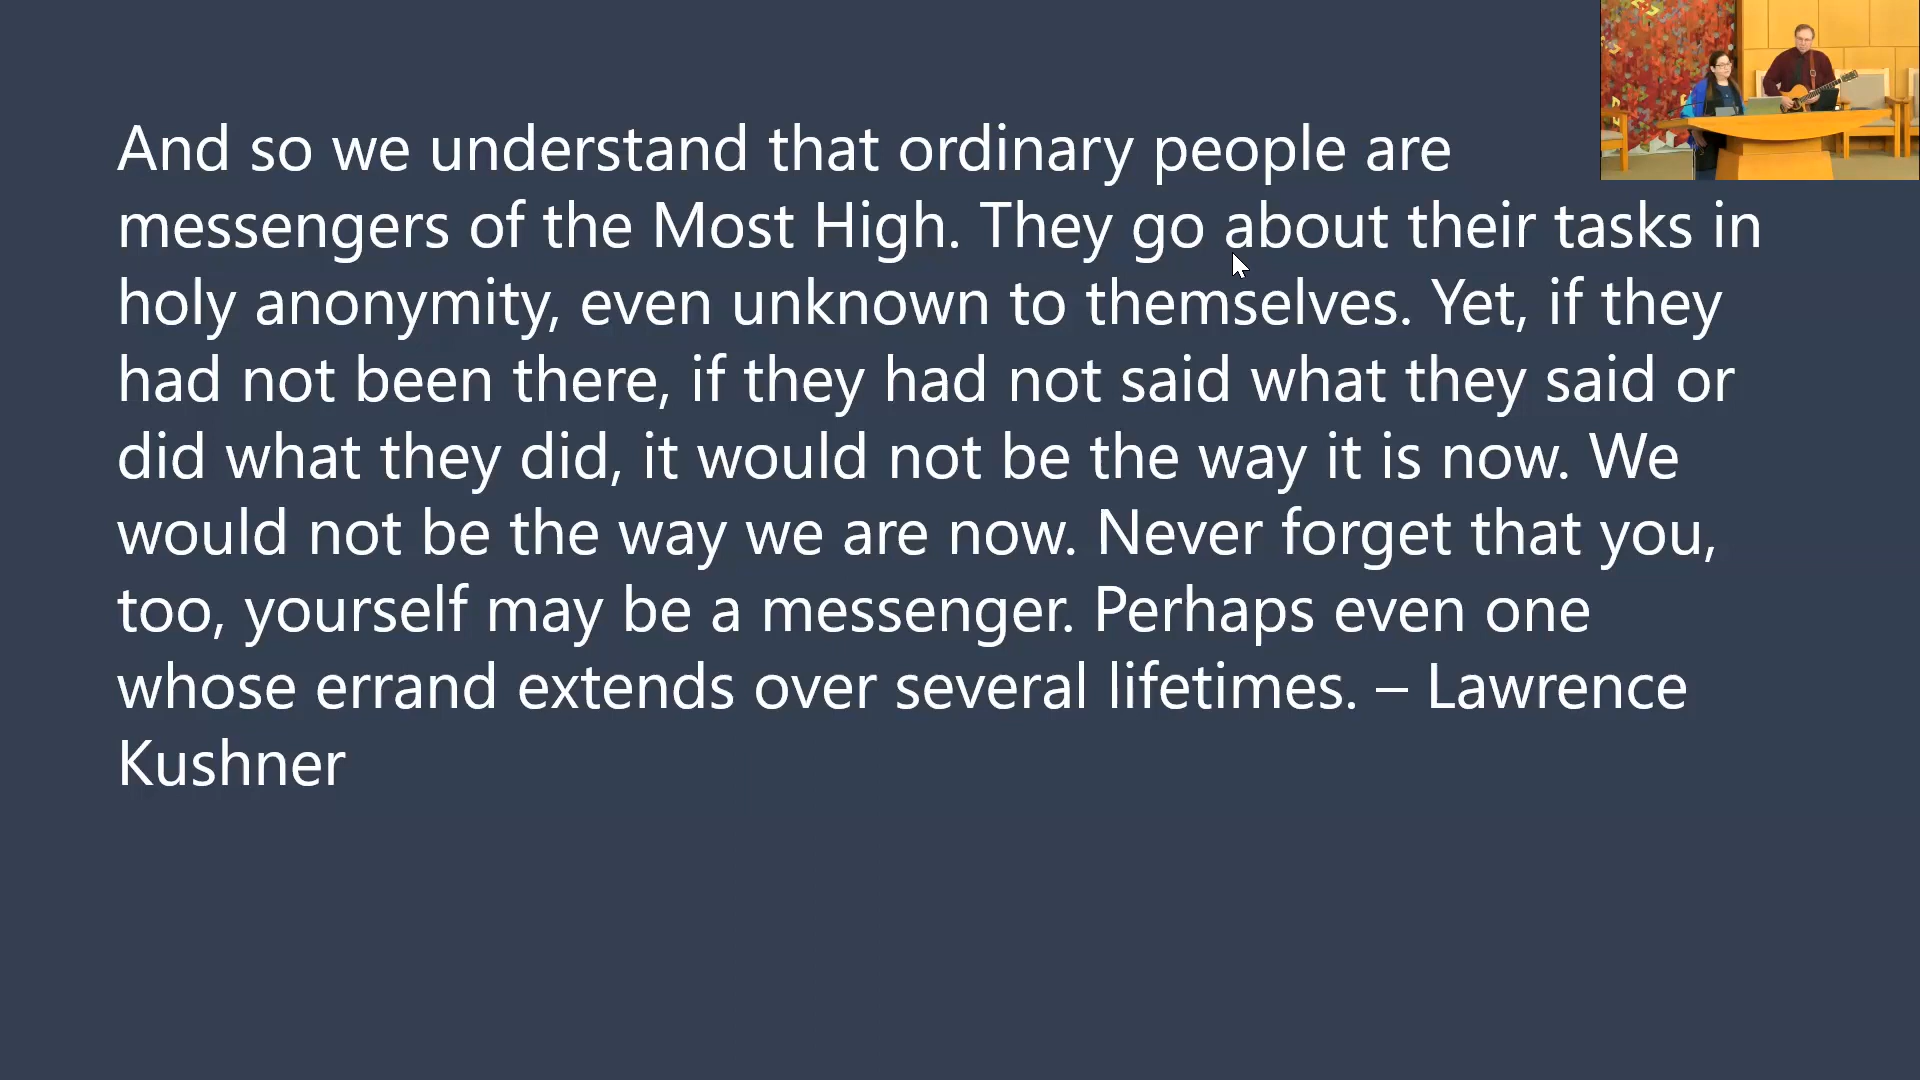 And so we understand that ordinary people are
messengers of the Most High. They go about their tasks in
holy anonymity, even unknown to themselves. Yet, if they
had not been there, if they had not said what they said or
did what they did, it would not be the way it is now. We
would not be the way we are now. Never forget that you,
too, yourself may be a messenger. Perhaps even one
whose errand extends over several lifetimes. – Lawrence
Kushner